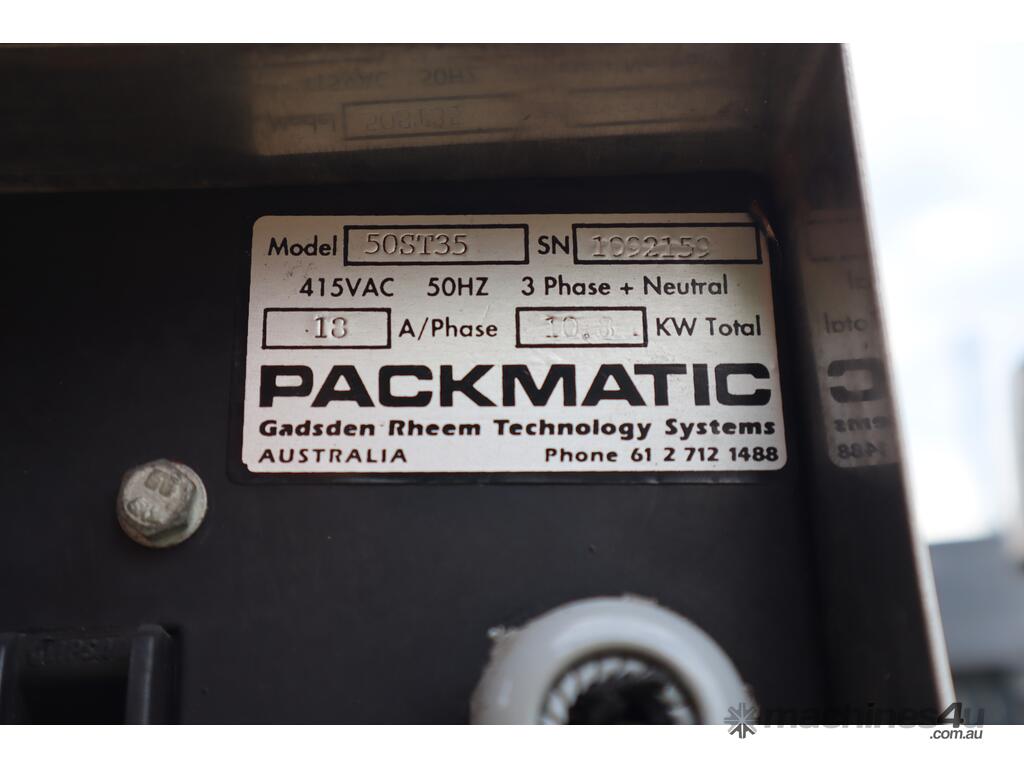 Model 50ST35 SN 1092159
415VAC 50HZ 3 Phase + Neutral
18 A/Phase KW Total
PACKMATIC
Gadsden Rheem Technology Systems
AUSTRALIA Phone 61 2 712 1488
machines4u
.com.au